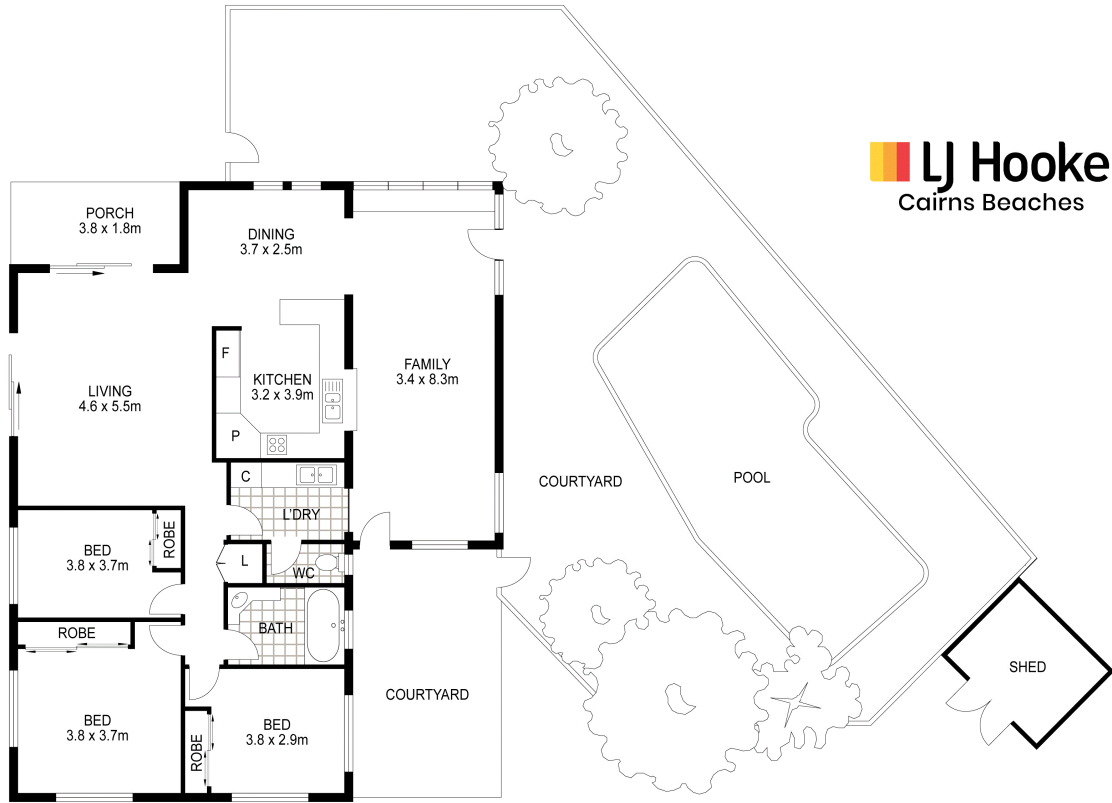 LJ Hooke
Cairns Beaches
PORCH
3.8 x 1.8m
DINING
3.7 x 2.5m
F
KITCHEN
3.2 x 3.9m
P
FAMILY
3.4 x 8.3m
LIVING
4.6 x 5.5m
C
L'DRY
COURTYARD
POOL
BED
3.8 x 3.7m
ROBE
L
WC
ROBE
BATH
BED
3.8 x 3.7m
ROBE
BED
3.8 x 2.9m
COURTYARD
SHED